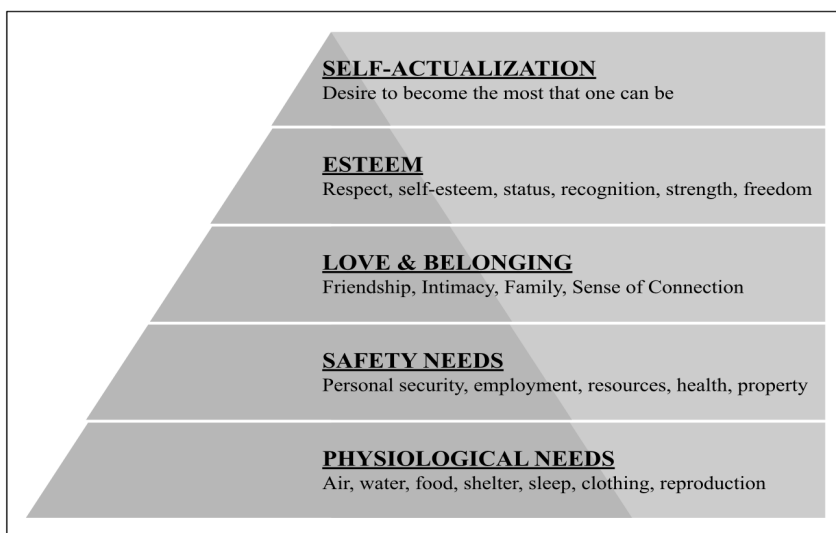 SELF-ACTUALIZATION
Desire to become the most that one can be
ESTEEM
Respect, self-esteem, status, recognition, strength, freedom
LOVE & BELONGING
Friendship, Intimacy, Family, Sense of Connection
SAFETY NEEDS
Personal security, employment, resources, health, property
PHYSIOLOGICAL NEEDS
Air, water, food, shelter, sleep, clothing, reproduction